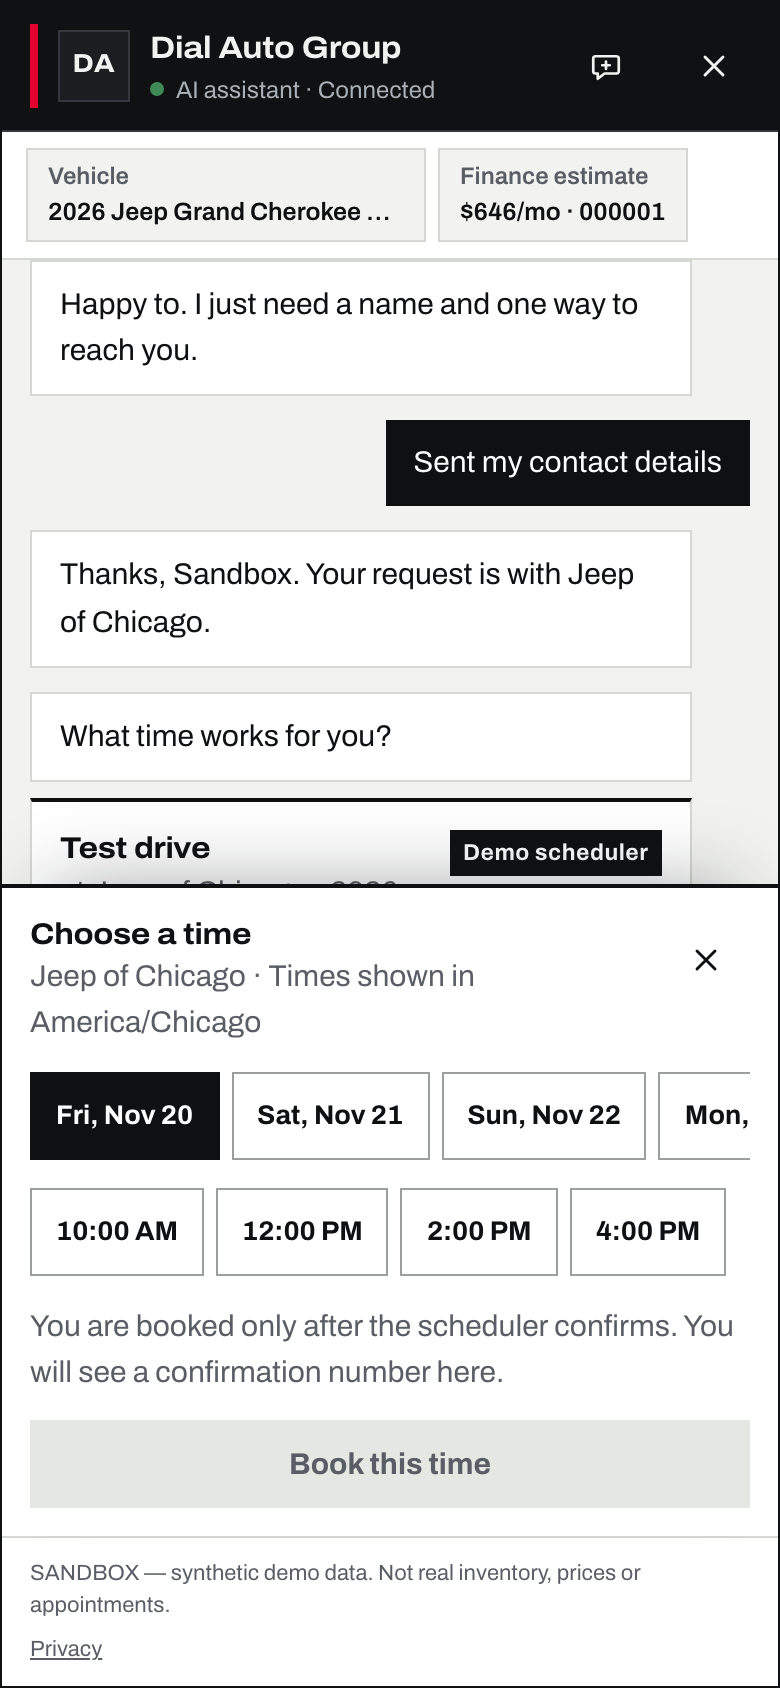 DA
Dial Auto Group
AI assistant · Connected
Vehicle
2026 Jeep Grand Cherokee ...
Finance estimate
$646/mo · 000001
Happy to. I just need a name and one way to
reach you.
Sent my contact details
Thanks, Sandbox. Your request is with Jeep
of Chicago.
What time works for you?
Test drive
Demo scheduler
Choose a time
Jeep of Chicago · Times shown in
America/Chicago
Fri, Nov 20
Sat, Nov 21
Sun, Nov 22
Mon,
10:00 AM
12:00 PM
2:00 PM
4:00 PM
You are booked only after the scheduler confirms. You
will see a confirmation number here.
Book this time
SANDBOX — synthetic demo data. Not real inventory, prices or
appointments.
Privacy